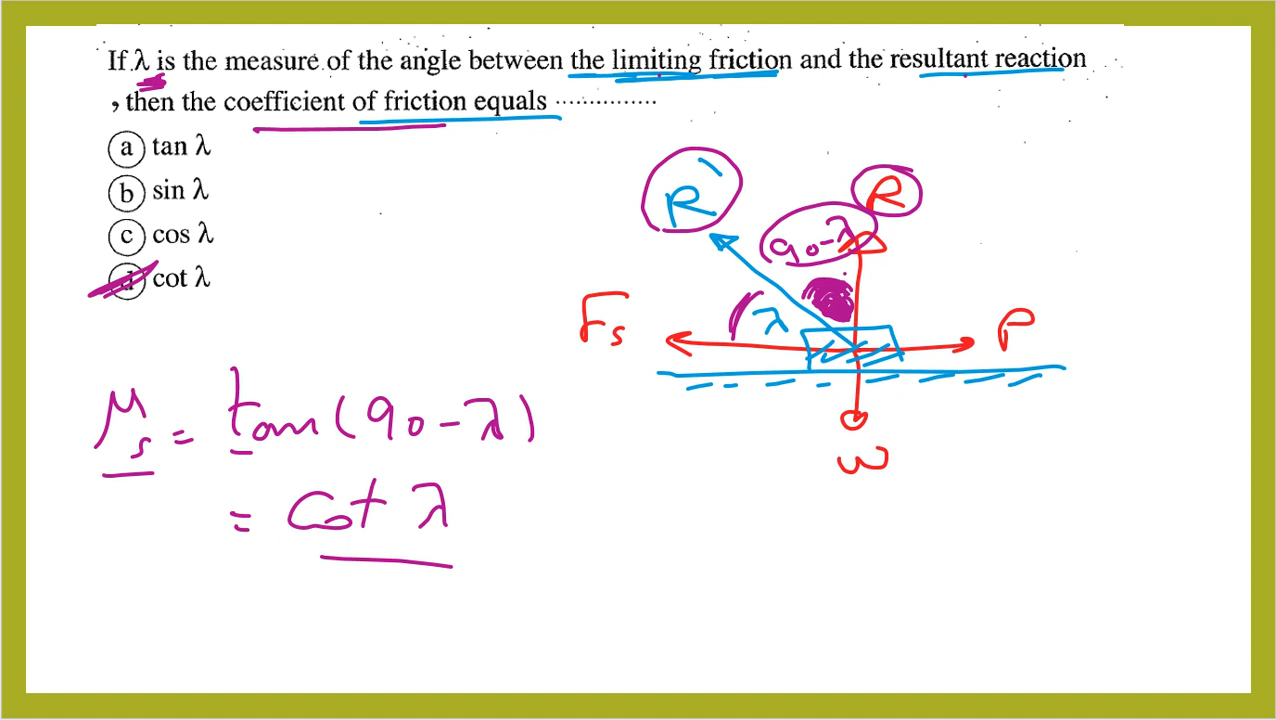 If λ is the measure of the angle between the limiting friction and the resultant reaction
, then the coefficient of friction equals ...............
a tan λ
b sin λ
c cos λ
d cot λ
R'
R
90-λ
Fs
λ
P
W
μs = tan(90-λ)
= cot λ